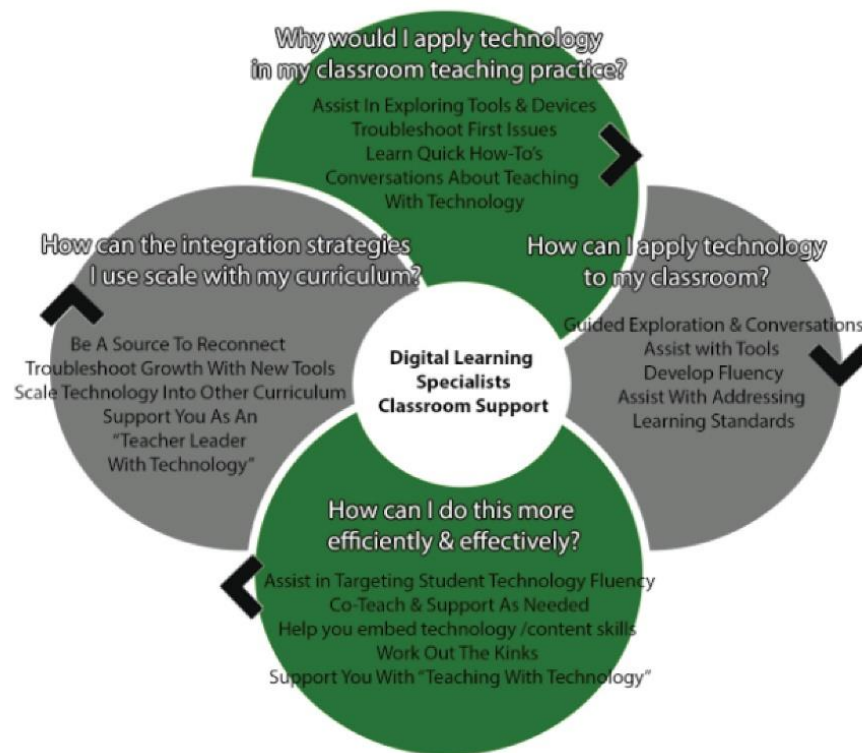 Why would I apply technology
in my classroom teaching practice?
Assist In Exploring Tools & Devices
Troubleshoot First Issues
Learn Quick How-To's
Conversations About Teaching
With Technology
How can I apply technology
to my classroom?
Guided Exploration & Conversations
Assist with Tools
Develop Fluency
Assist With Addressing
Learning Standards
How can I do this more
efficiently & effectively?
Assist in Targeting Student Technology Fluency
Co-Teach & Support As Needed
Help you embed technology /content skills
Work Out The Kinks
Support You With “Teaching With Technology”
How can the integration strategies
I use scale with my curriculum?
Be A Source To Reconnect
Troubleshoot Growth With New Tools
Scale Technology Into Other Curriculum
Support You As An
“Teacher Leader
With Technology”
Digital Learning
Specialists
Classroom Support